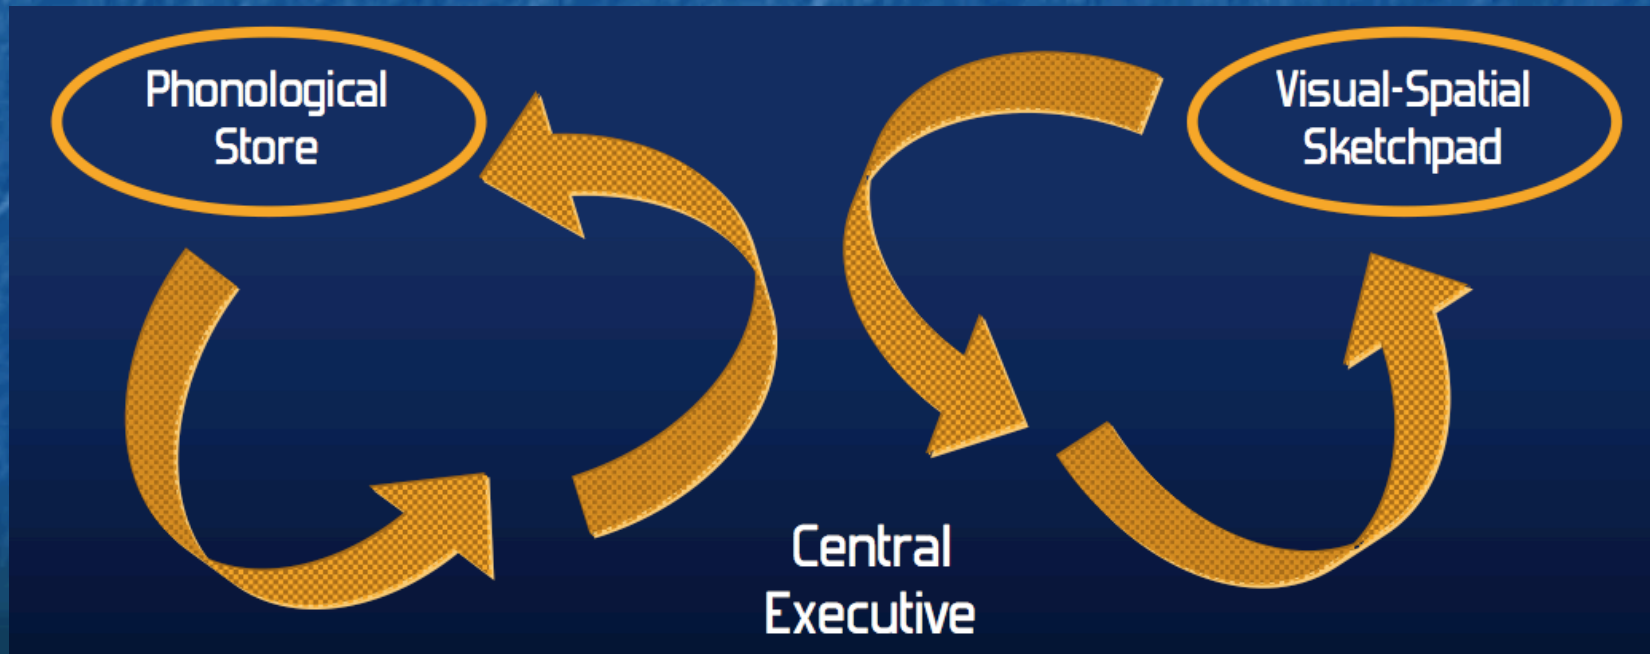 Phonological
Store
Visual-Spatial
Sketchpad
Central
Executive